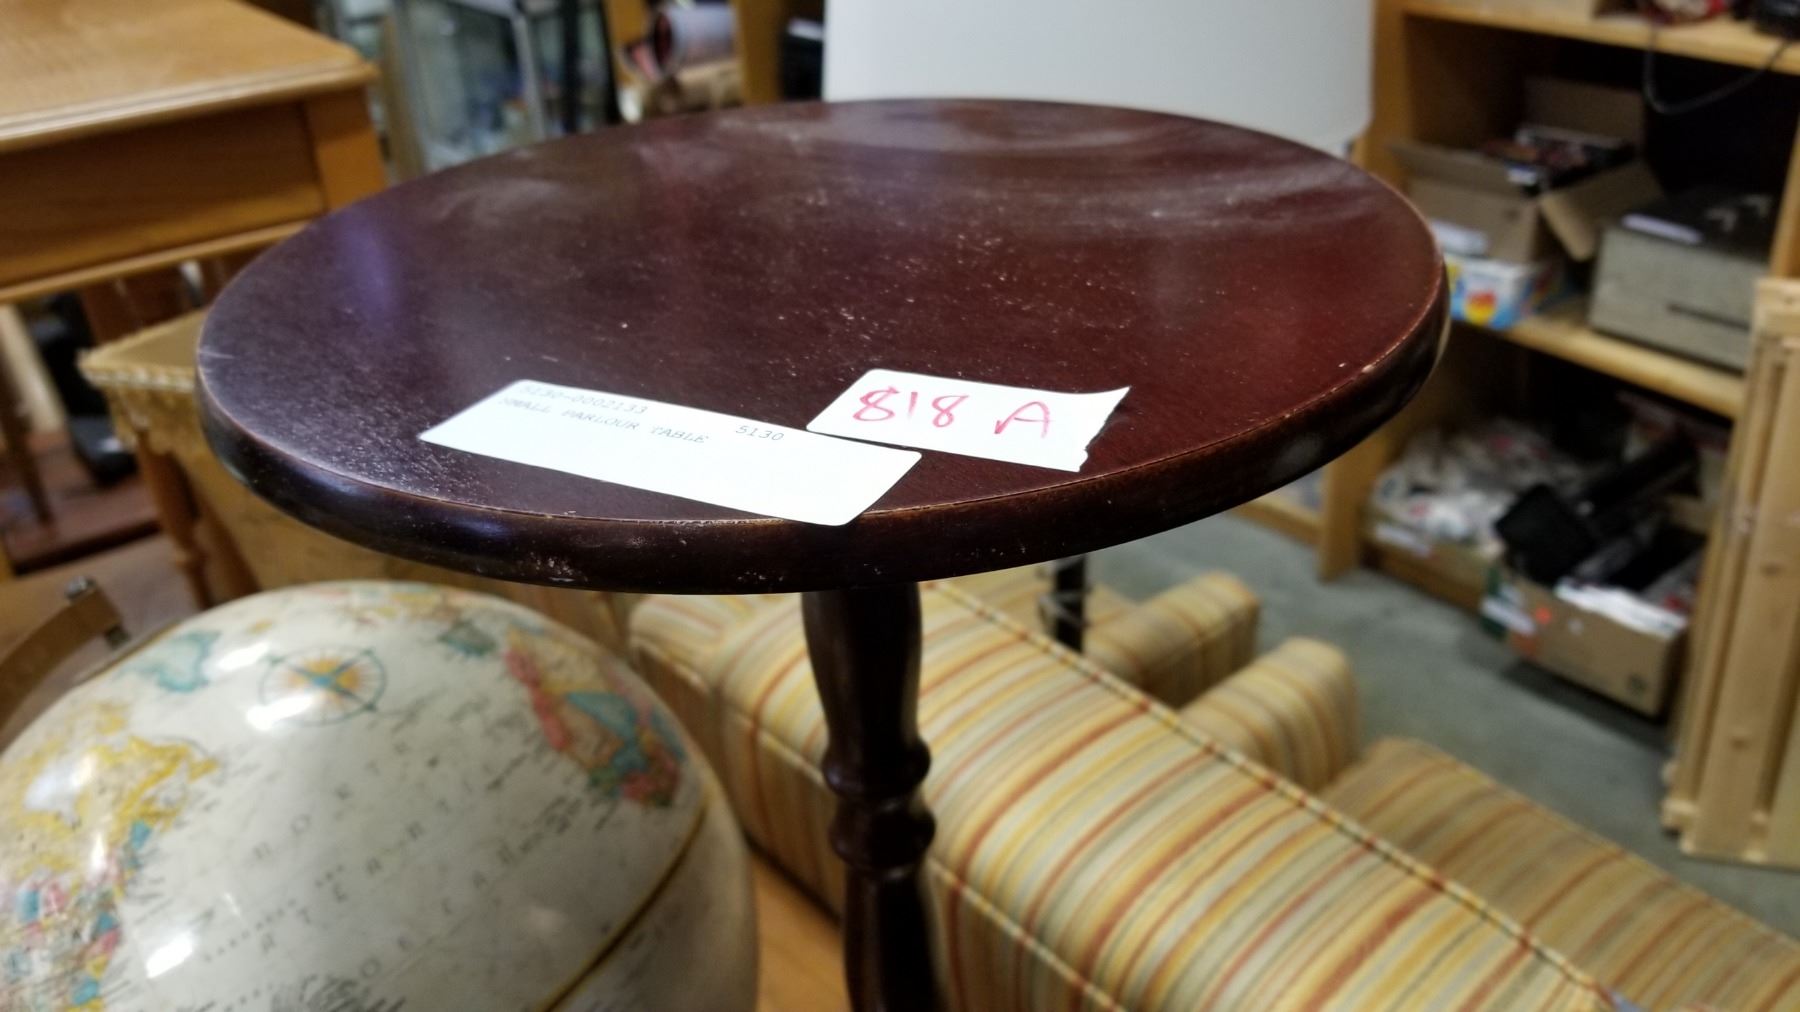 5130-0002133
SMALL PARLOUR TABLE 5130
818 A